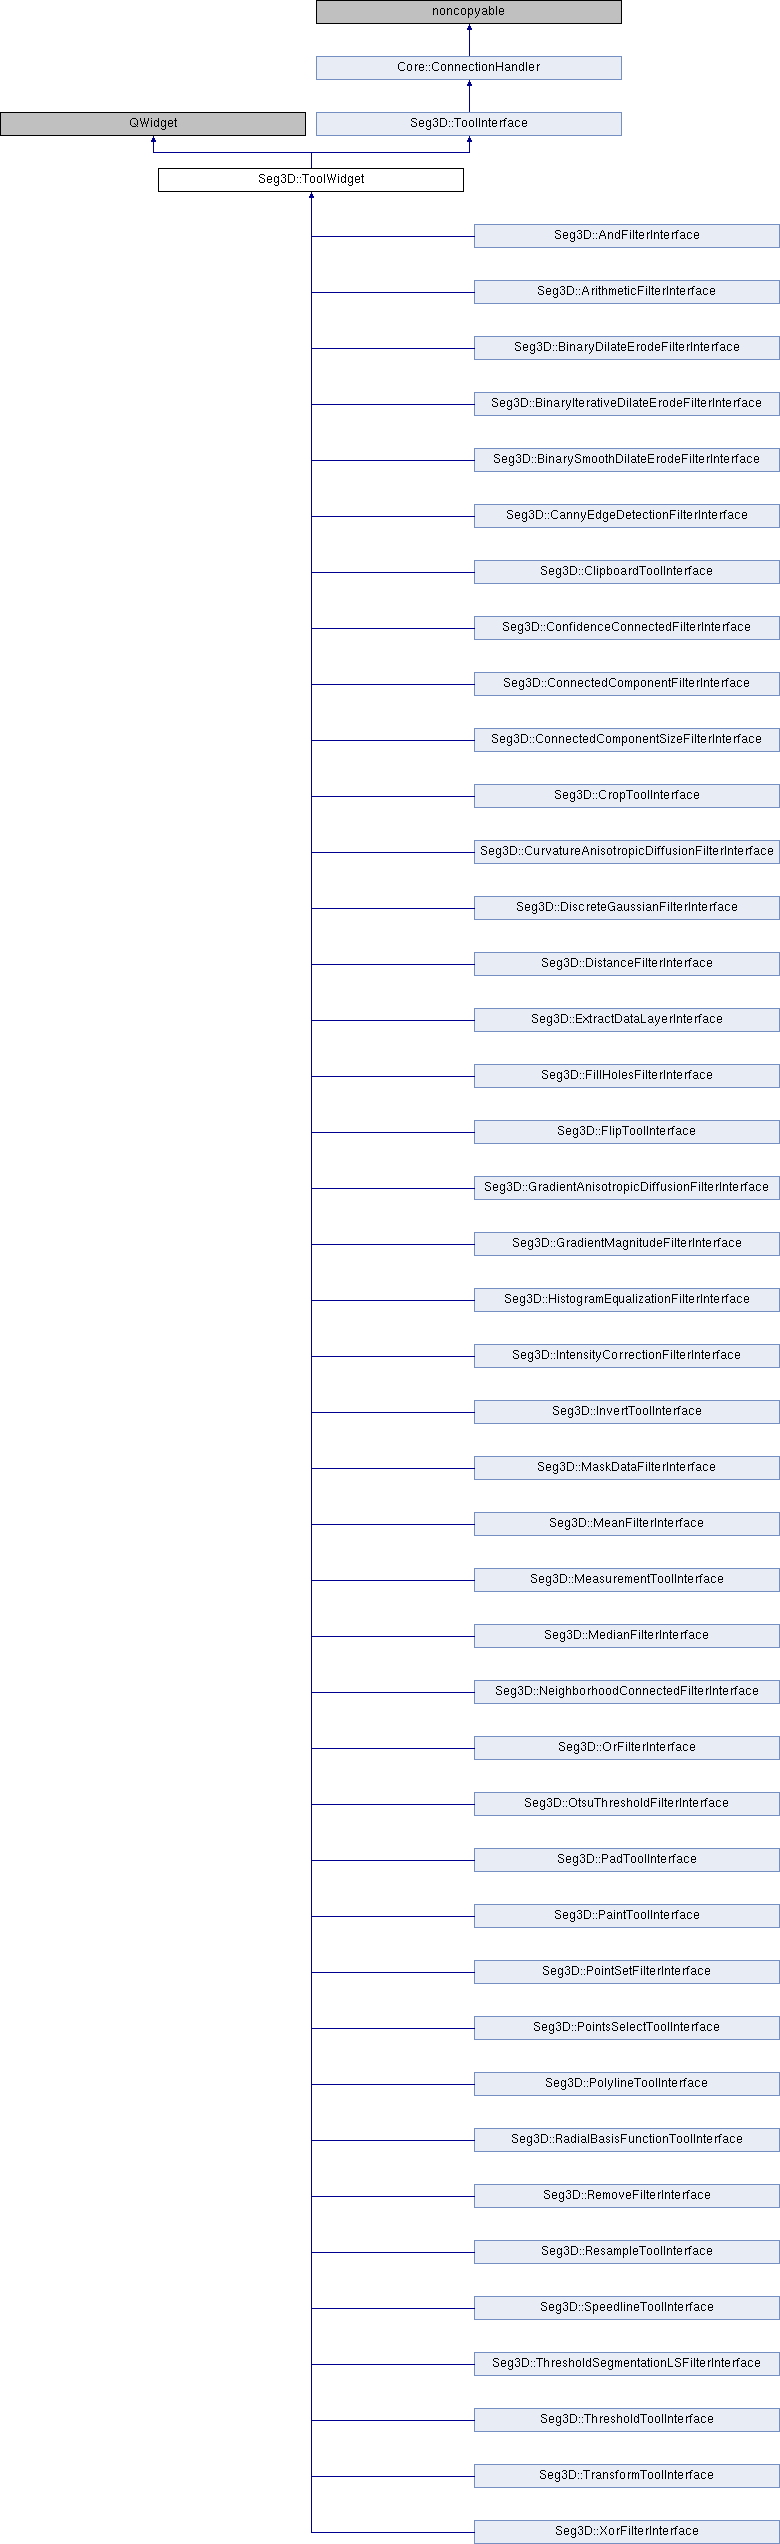 noncopyable
Core::ConnectionHandler
QWidget
Seg3D::ToolInterface
Seg3D::ToolWidget
Seg3D::AndFilterInterface
Seg3D::ArithmeticFilterInterface
Seg3D::BinaryDilateErodeFilterInterface
Seg3D::BinaryIterativeDilateErodeFilterInterface
Seg3D::BinarySmoothDilateErodeFilterInterface
Seg3D::CannyEdgeDetectionFilterInterface
Seg3D::ClipboardToolInterface
Seg3D::ConfidenceConnectedFilterInterface
Seg3D::ConnectedComponentFilterInterface
Seg3D::ConnectedComponentSizeFilterInterface
Seg3D::CropToolInterface
Seg3D::CurvatureAnisotropicDiffusionFilterInterface
Seg3D::DiscreteGaussianFilterInterface
Seg3D::DistanceFilterInterface
Seg3D::ExtractDataLayerInterface
Seg3D::FillHolesFilterInterface
Seg3D::FlipToolInterface
Seg3D::GradientAnisotropicDiffusionFilterInterface
Seg3D::GradientMagnitudeFilterInterface
Seg3D::HistogramEqualizationFilterInterface
Seg3D::IntensityCorrectionFilterInterface
Seg3D::InvertToolInterface
Seg3D::MaskDataFilterInterface
Seg3D::MeanFilterInterface
Seg3D::MeasurementToolInterface
Seg3D::MedianFilterInterface
Seg3D::NeighborhoodConnectedFilterInterface
Seg3D::OrFilterInterface
Seg3D::OtsuThresholdFilterInterface
Seg3D::PadToolInterface
Seg3D::PaintToolInterface
Seg3D::PointSetFilterInterface
Seg3D::PointsSelectToolInterface
Seg3D::PolylineToolInterface
Seg3D::RadialBasisFunctionToolInterface
Seg3D::RemoveFilterInterface
Seg3D::ResampleToolInterface
Seg3D::SpeedlineToolInterface
Seg3D::ThresholdSegmentationLSFilterInterface
Seg3D::ThresholdToolInterface
Seg3D::TransformToolInterface
Seg3D::XorFilterInterface